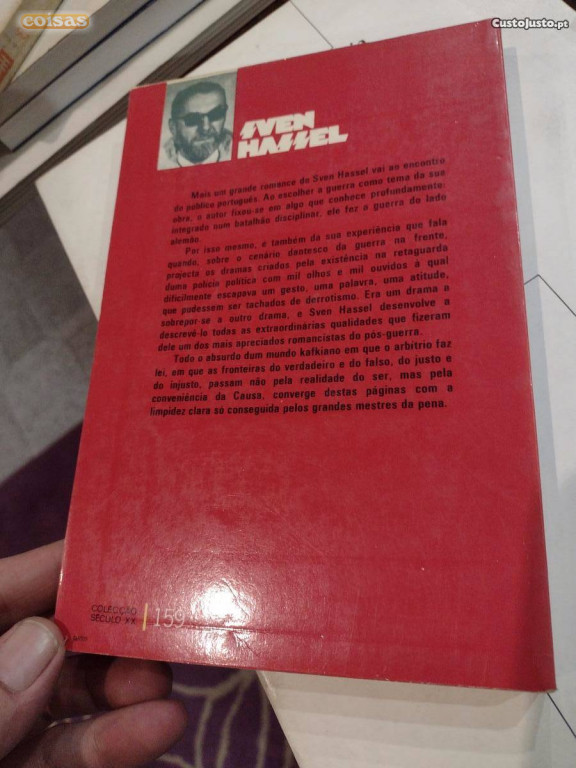 coisas
CustoJusto.pt
SVEN
HASSEL
Mais um grande romance de Sven Hassel vai ao encontro
do público português. Ao escolher a guerra como tema da sua
obra, o autor fixou-se em algo que conhece profundamente:
integrado num batalhão disciplinar, ele fez a guerra do lado
alemão.
Por isso mesmo, é também da sua experiência que fala
quando, sobre o cenário dantesco da guerra na frente,
projecta os dramas criados pela existência na retaguarda
duma polícia política com mil olhos e mil ouvidos a qual
dificilmente escapava um gesto, uma palavra, uma atitude,
que pudessem ser tachados de derrotismo. Era um drama a
sobrepor-se a outro drama, e Sven Hassel desenvolve a
descrevê-lo todas as extraordinárias qualidades que fizeram
dele um dos mais apreciados romancistas do pós-guerra.
Todo o absurdo dum mundo kafkiano em que o arbítrio faz
lei, em que as fronteiras do verdadeiro e do falso, do justo e
do injusto, passam não pela realidade do ser, mas pela
conveniência da Causa, converge destas páginas com a
limpidez clara só conseguida pelos grandes mestres da pena.
COLECÇÃO
SÉCULO XX
159